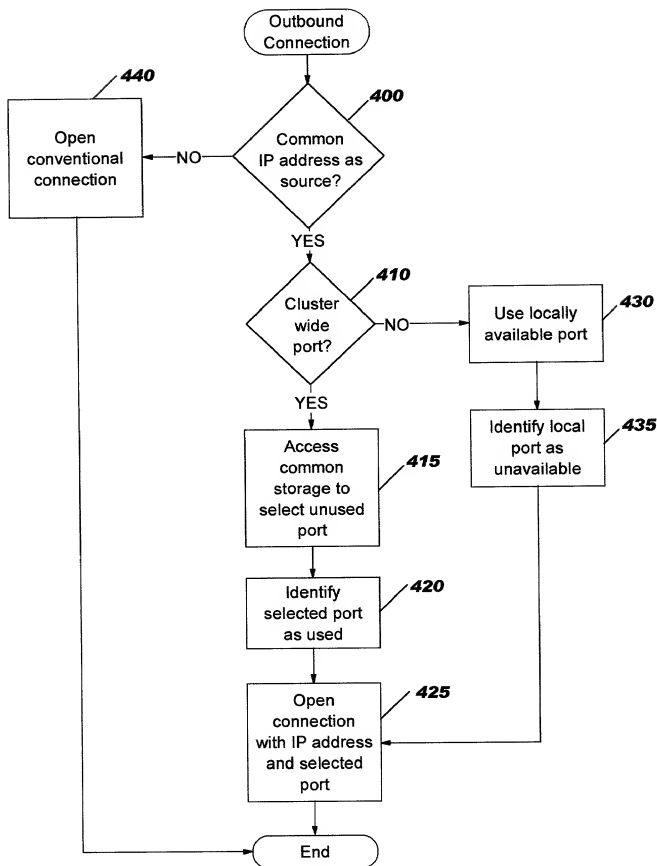 Outbound
Connection
440
400
Open
conventional
connection
NO
Common
IP address as
source?
YES
410
Cluster
wide
port?
NO
Use locally
available port
430
YES
Access
common
storage to
select unused
port
415
Identify local
port as
unavailable
435
Identify
selected port
as used
420
Open
connection
with IP address
and selected
port
425
End